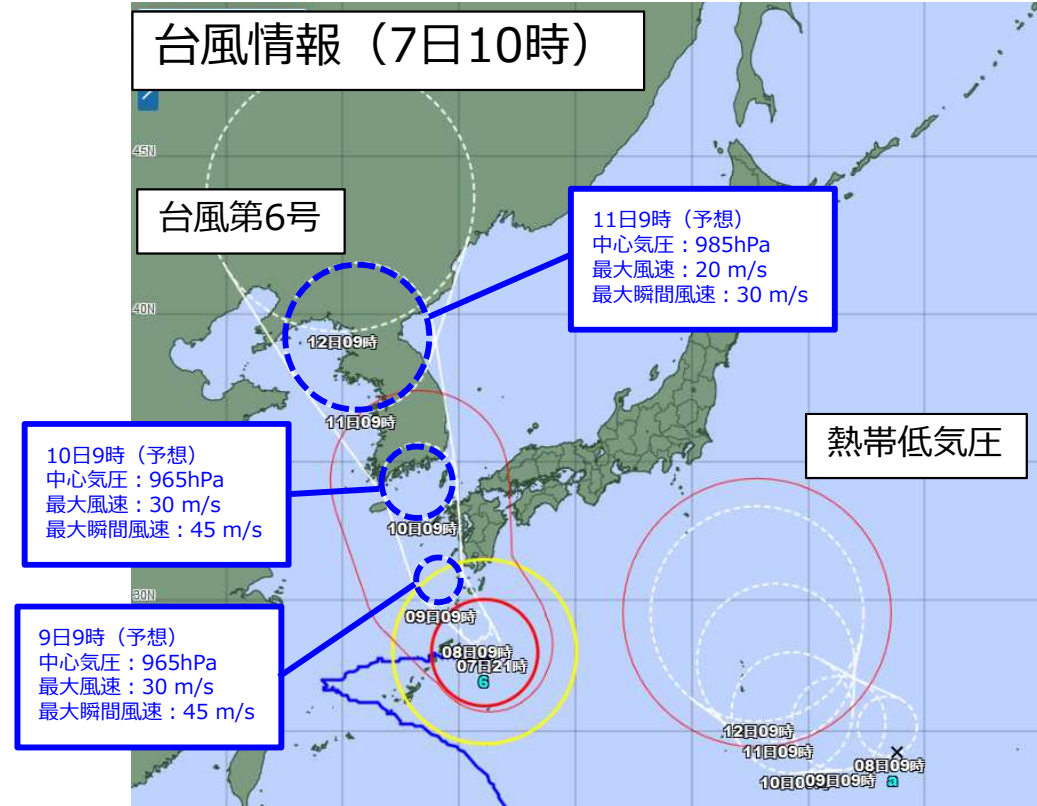 台風情報（7日10時）
45N
台風第6号
11日9時（予想）
中心気圧：985hPa
最大風速：20 m/s
最大瞬間風速：30 m/s
40N
12日09時
11日09時
熱帯低気圧
10日9時（予想）
中心気圧：965hPa
最大風速：30 m/s
最大瞬間風速：45 m/s
10日09時
30N
09日09時
9日9時（予想）
中心気圧：965hPa
最大風速：30 m/s
最大瞬間風速：45 m/s
08日09時
07日21時
6
12日09時
11日09時
08日09時
10日09時
09日09時
a